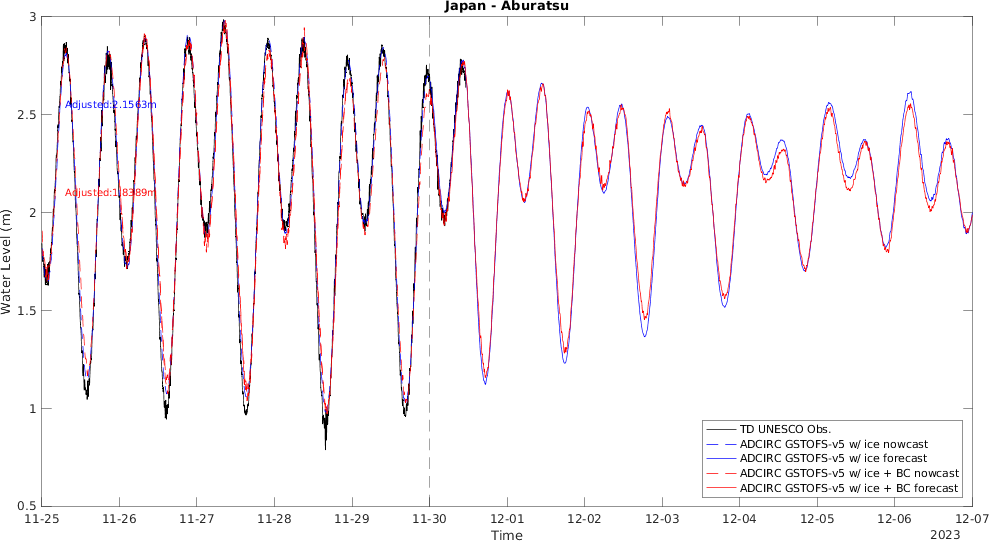 Japan - Aburatsu
Water Level (m)
3
2.5
2
1.5
1
0.5
Adjusted:2.1563m
Adjusted:1.8389m
TD UNESCO Obs.
ADCIRC GSTOFS-v5 w/ ice nowcast
ADCIRC GSTOFS-v5 w/ ice forecast
ADCIRC GSTOFS-v5 w/ ice + BC nowcast
ADCIRC GSTOFS-v5 w/ ice + BC forecast
11-25 11-26 11-27 11-28 11-29 11-30 12-01 12-02 12-03 12-04 12-05 12-06 12-07
Time
2023